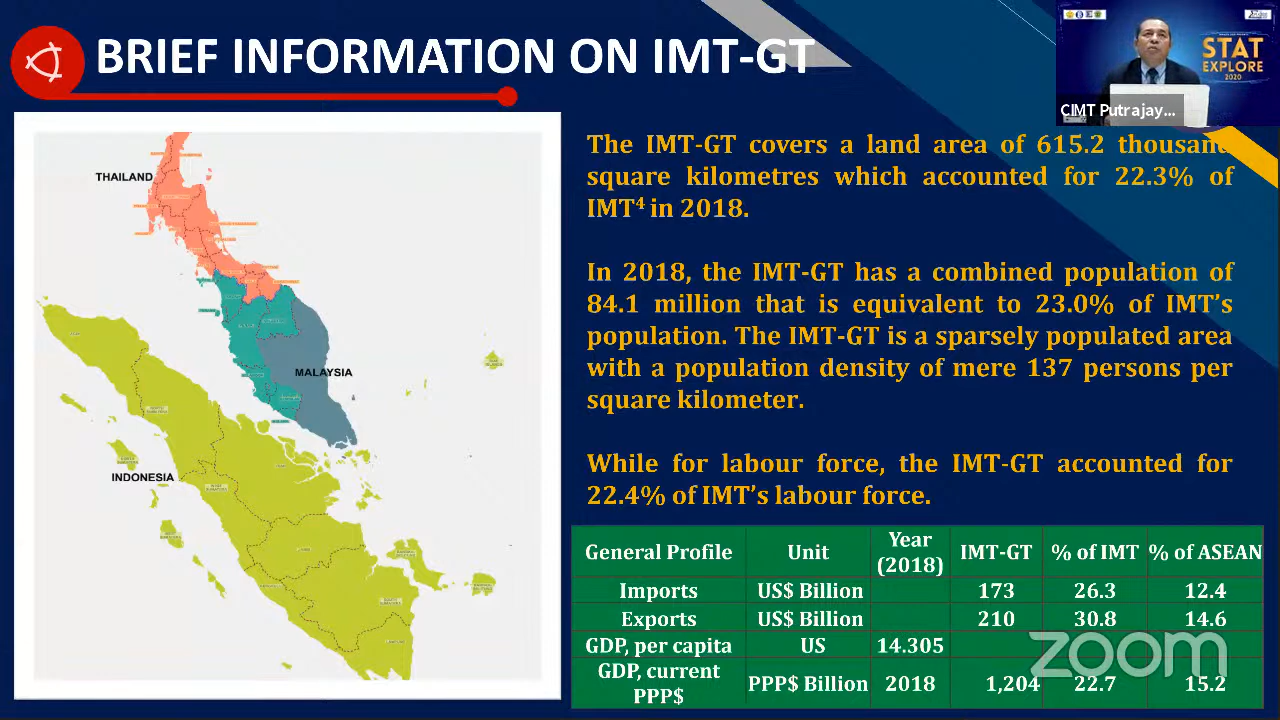 BRIEF INFORMATION ON IMT-GT
STAT
EXPLORE
2020
CIMT Putrajay...
THAILAND
MALAYSIA
INDONESIA
The IMT-GT covers a land area of 615.2 thousand
square kilometres which accounted for 22.3% of
IMT⁴ in 2018.
In 2018, the IMT-GT has a combined population of
84.1 million that is equivalent to 23.0% of IMT’s
population. The IMT-GT is a sparsely populated area
with a population density of mere 137 persons per
square kilometer.
While for labour force, the IMT-GT accounted for
22.4% of IMT’s labour force.
General Profile Unit Year (2018) IMT-GT % of IMT % of ASEAN
Imports US$ Billion 173 26.3 12.4
Exports US$ Billion 210 30.8 14.6
GDP, per capita US 14.305
GDP, current PPP$ PPP$ Billion 2018 1,204 22.7 15.2
zoom